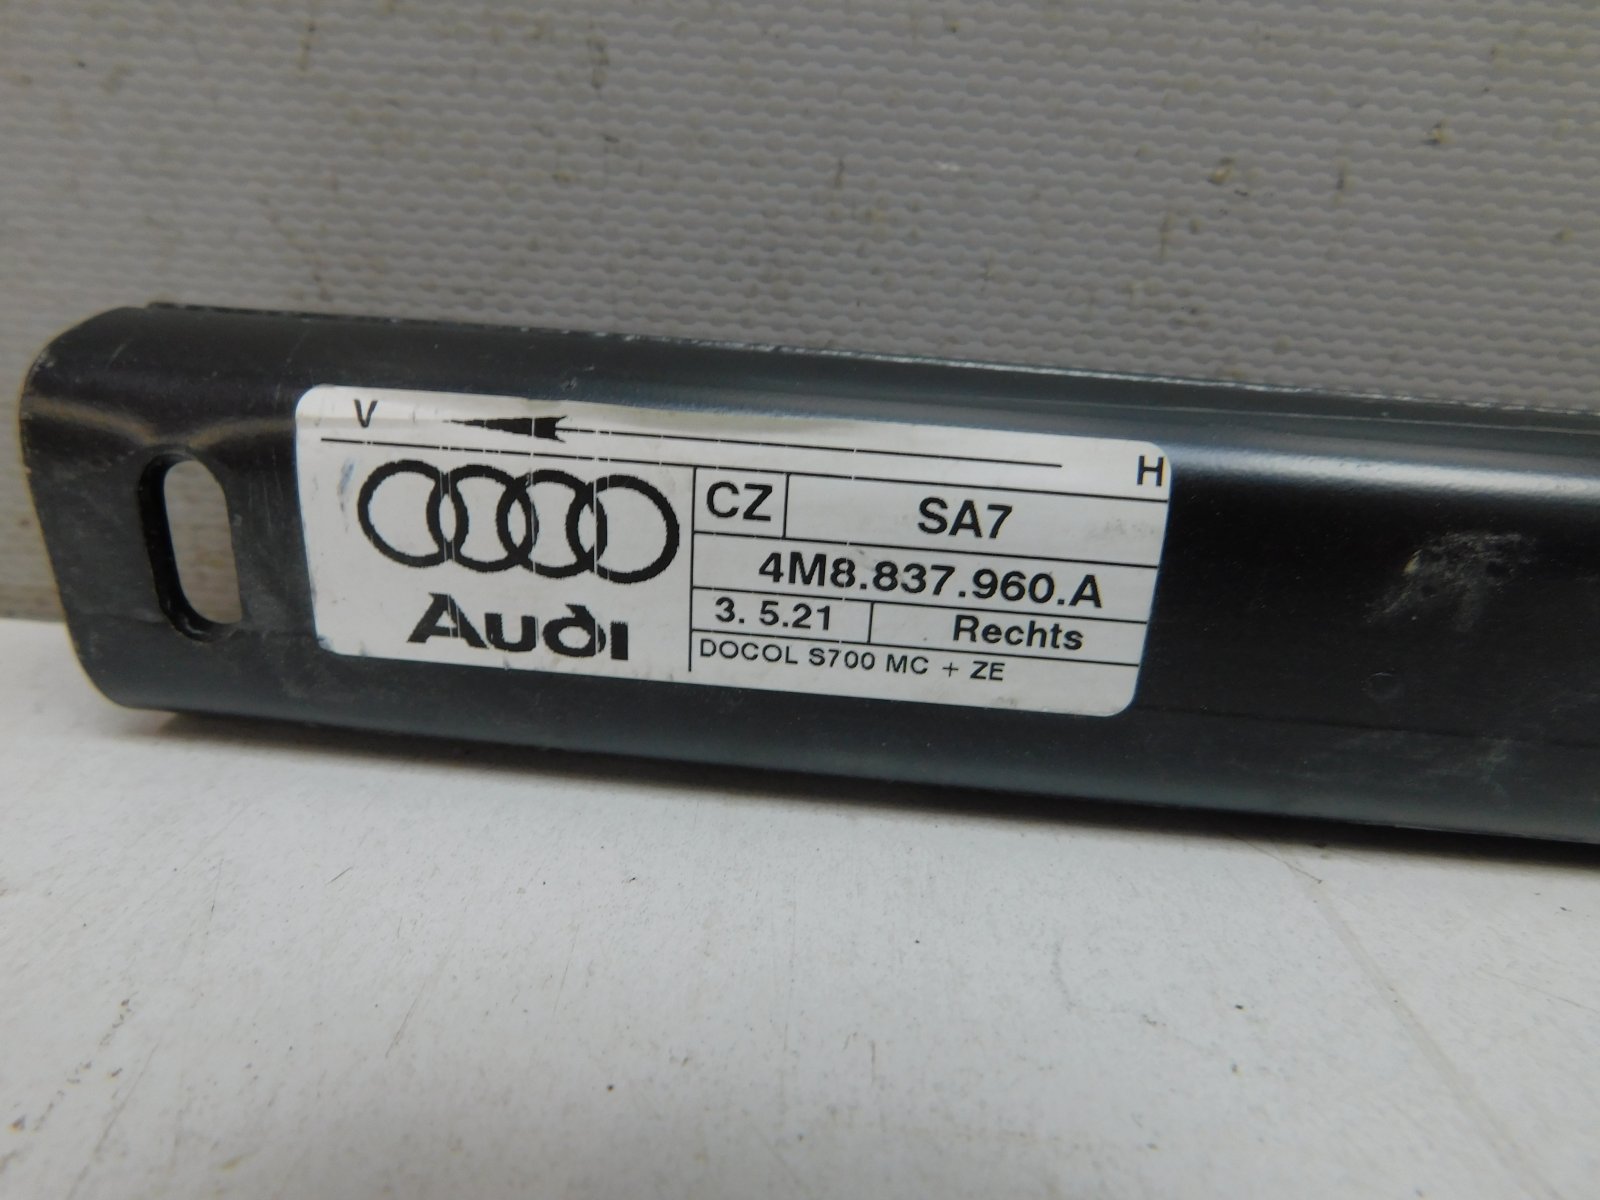 V H
CZ SA7
4M8.837.960.A
3. 5.21 Rechts
DOCOL S700 MC + ZE
Audi